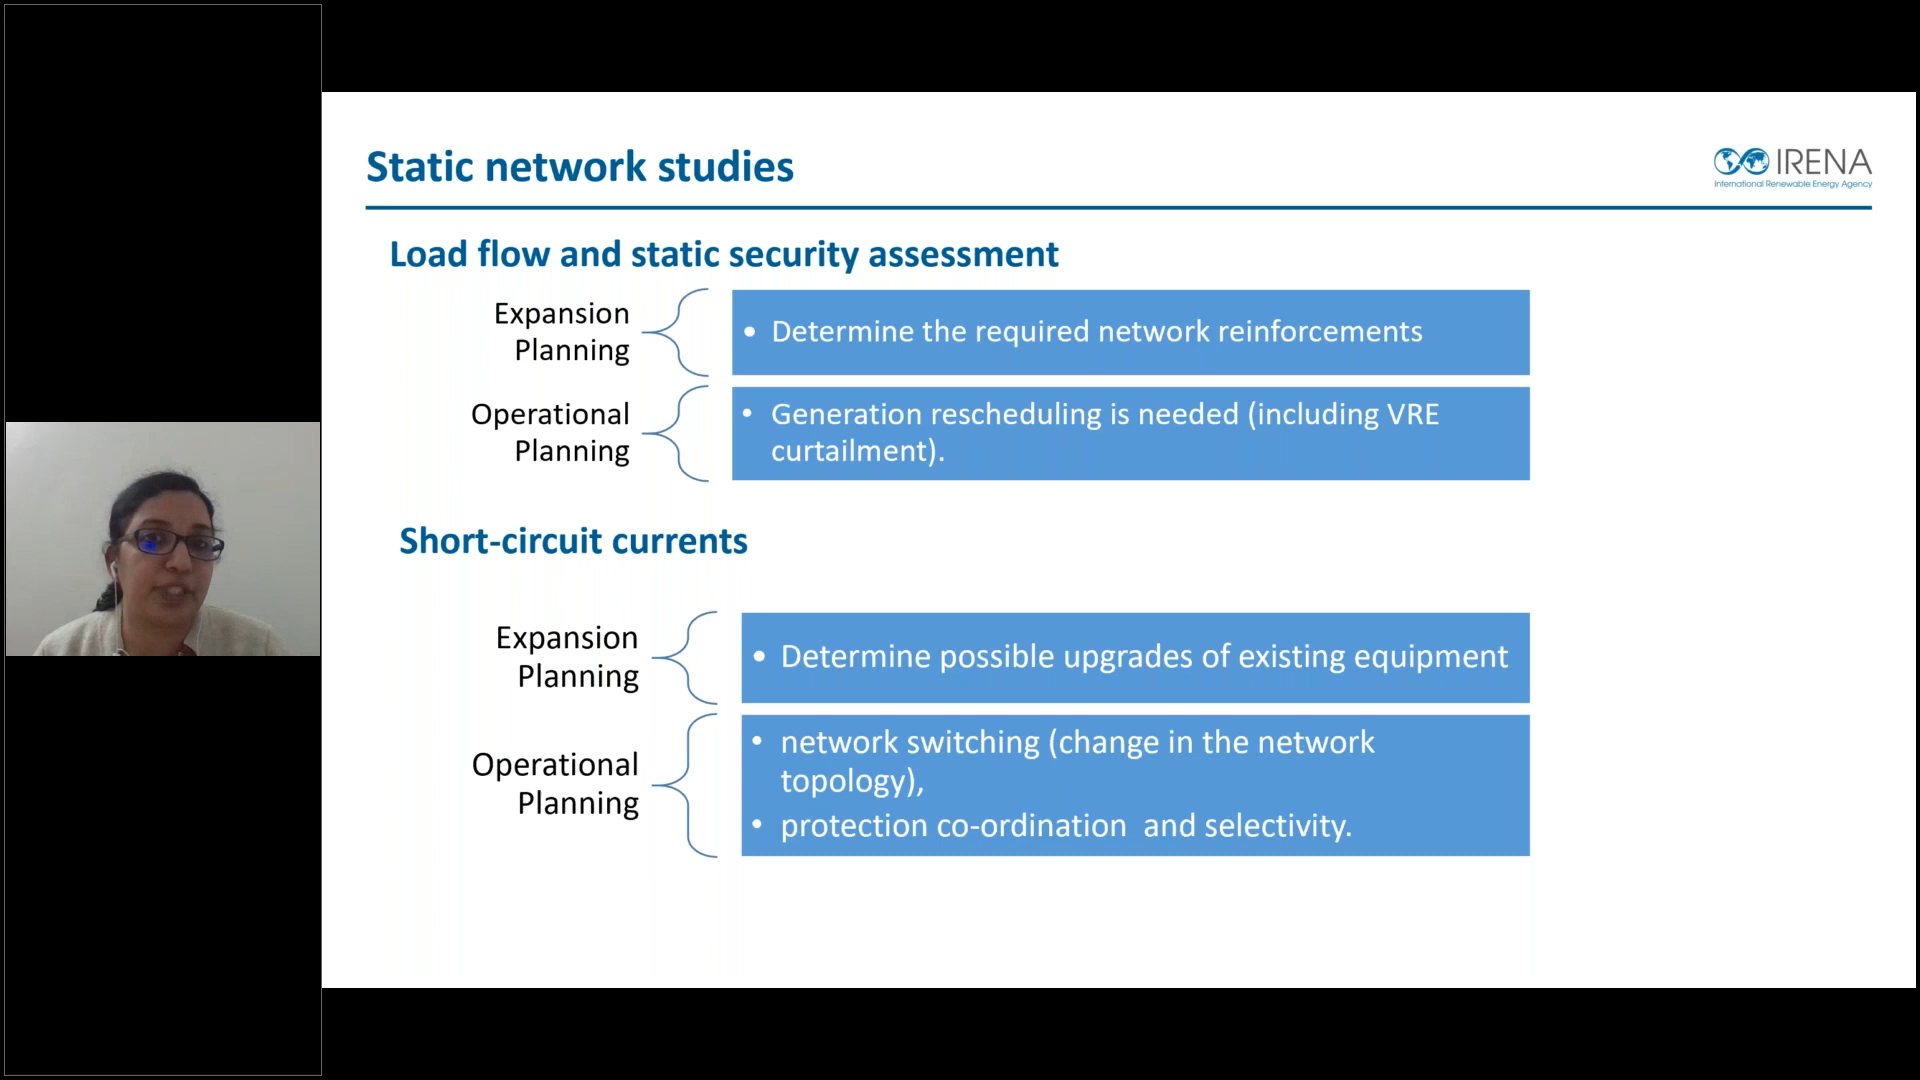 Static network studies
IRENA
International Renewable Energy Agency
Load flow and static security assessment
Expansion
Planning
• Determine the required network reinforcements
Operational
Planning
• Generation rescheduling is needed (including VRE
curtailment).
Short-circuit currents
Expansion
Planning
• Determine possible upgrades of existing equipment
Operational
Planning
• network switching (change in the network
topology),
• protection co-ordination and selectivity.